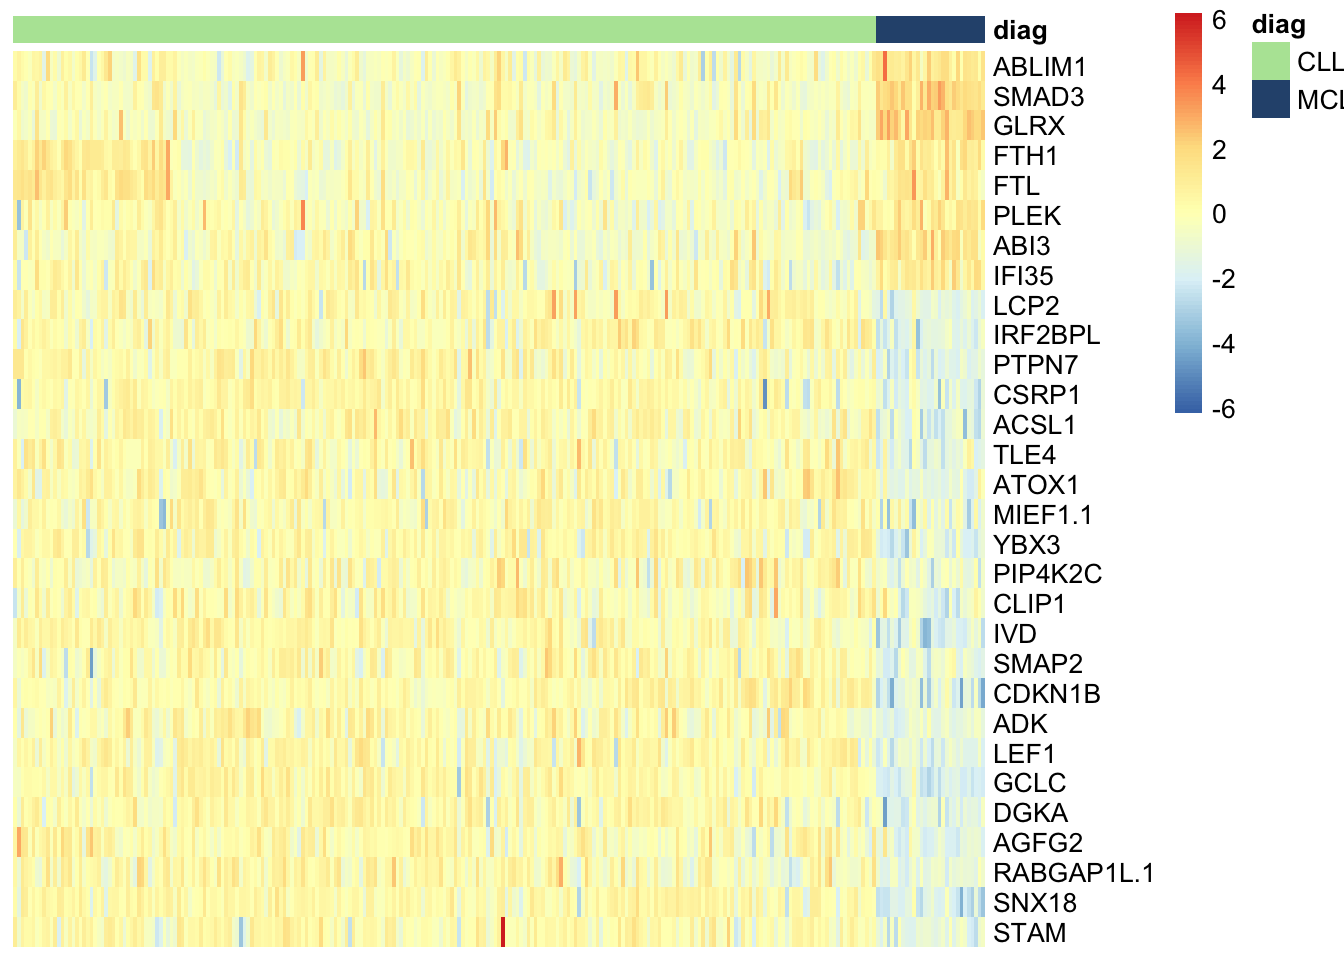 diag
ABLIM1
SMAD3
GLRX
FTH1
FTL
PLEK
ABI3
IFI35
LCP2
IRF2BPL
PTPN7
CSRP1
ACSL1
TLE4
ATOX1
MIEF1.1
YBX3
PIP4K2C
CLIP1
IVD
SMAP2
CDKN1B
ADK
LEF1
GCLC
DGKA
AGFG2
RABGAP1L.1
SNX18
STAM
6
4
2
0
-2
-4
-6
diag
CLL
MCL